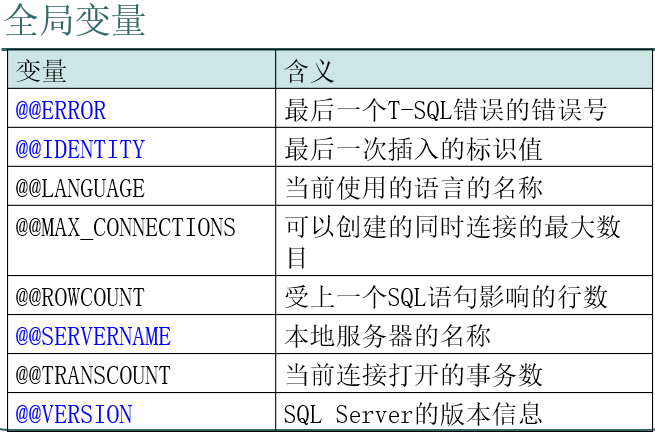 全局变量
变量 含义
@@ERROR 最后一个T-SQL错误的错误号
@@IDENTITY 最后一次插入的标识值
@@LANGUAGE 当前使用的语言的名称
@@MAX_CONNECTIONS 可以创建的同时连接的最大数
目
@@ROWCOUNT 受上一个SQL语句影响的行数
@@SERVERNAME 本地服务器的名称
@@TRANSCOUNT 当前连接打开的事务数
@@VERSION SQL Server的版本信息